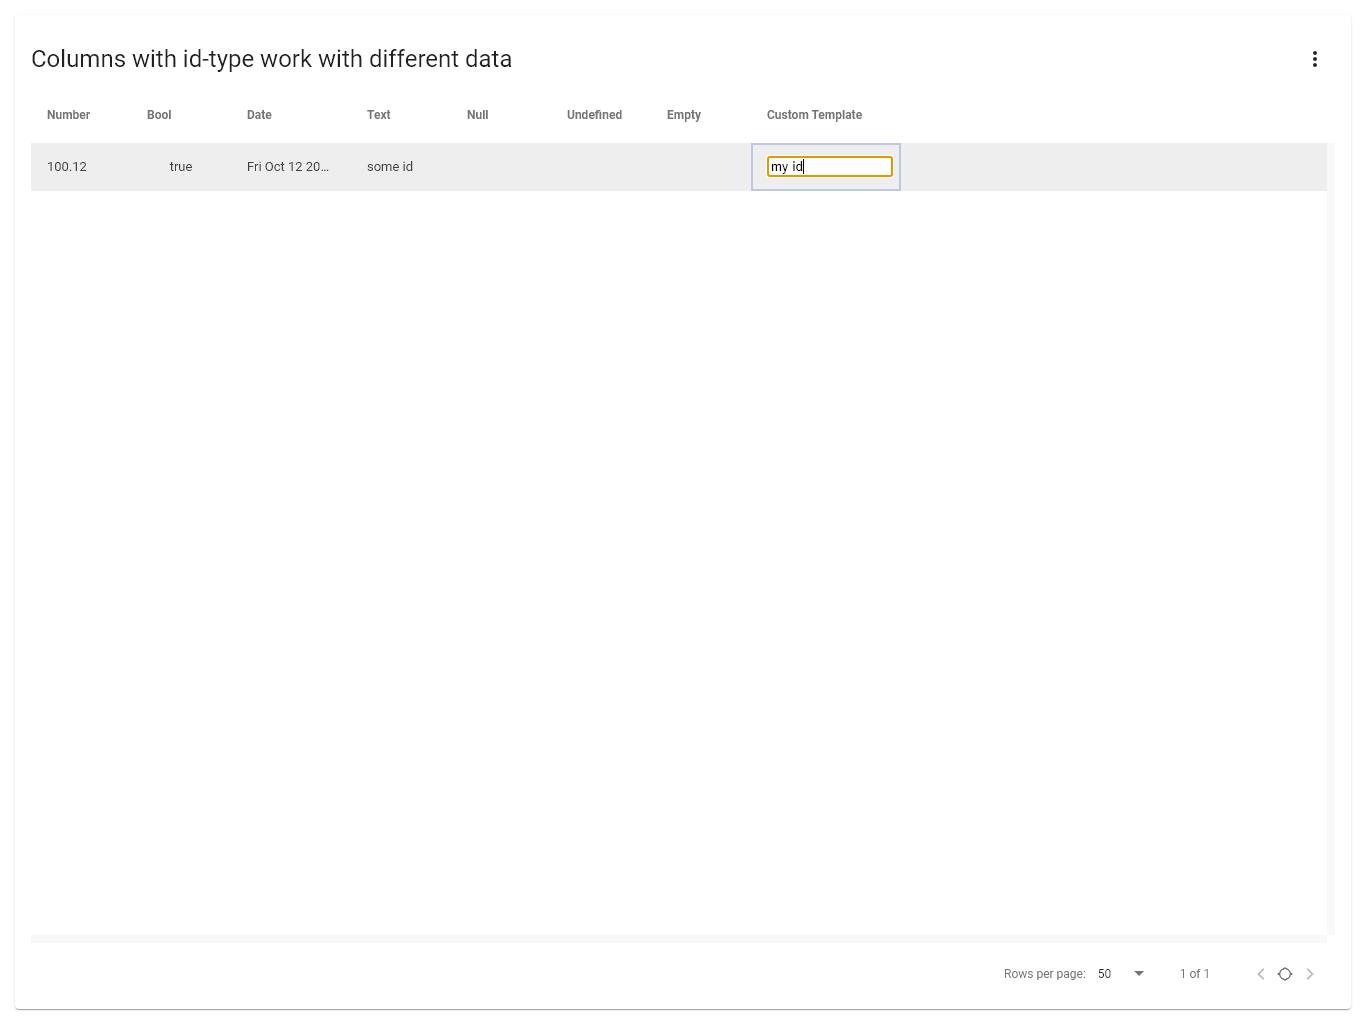 Columns with id-type work with different data
Number Bool Date Text Null Undefined Empty Custom Template
100.12 true Fri Oct 12 20... some id my id
Rows per page: 50 1 of 1